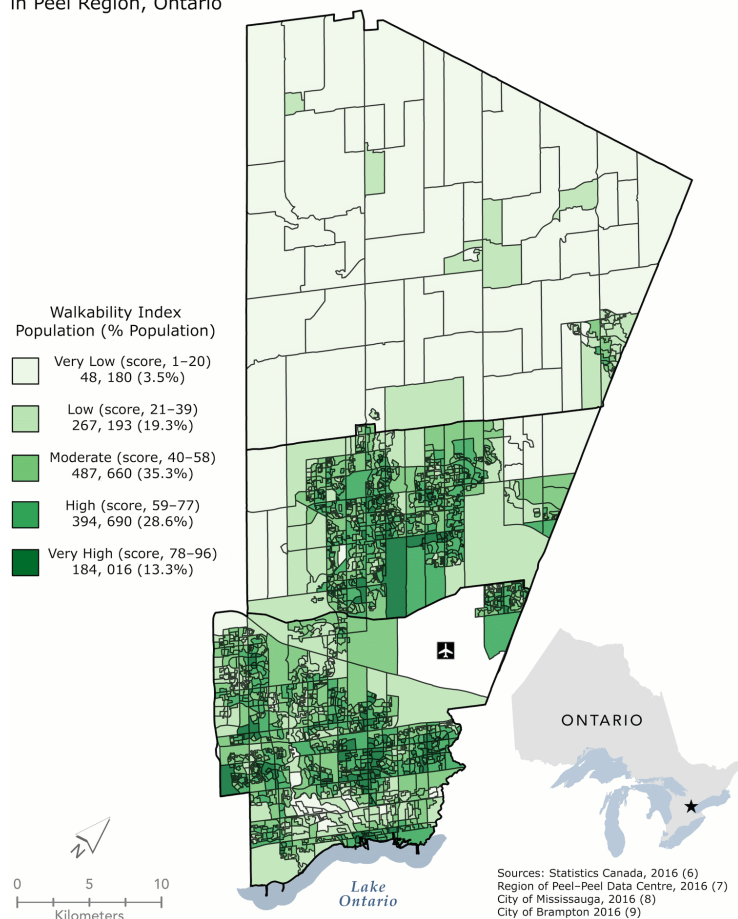 in Peel Region, Ontario
Walkability Index
Population (% Population)
Very Low (score, 1–20)
48, 180 (3.5%)
Low (score, 21–39)
267, 193 (19.3%)
Moderate (score, 40–58)
487, 660 (35.3%)
High (score, 59–77)
394, 690 (28.6%)
Very High (score, 78–96)
184, 016 (13.3%)
ONTARIO
N
0 5 10
Kilometers
Lake
Ontario
Sources: Statistics Canada, 2016 (6)
Region of Peel–Peel Data Centre, 2016 (7)
City of Mississauga, 2016 (8)
City of Brampton 2016 (9)